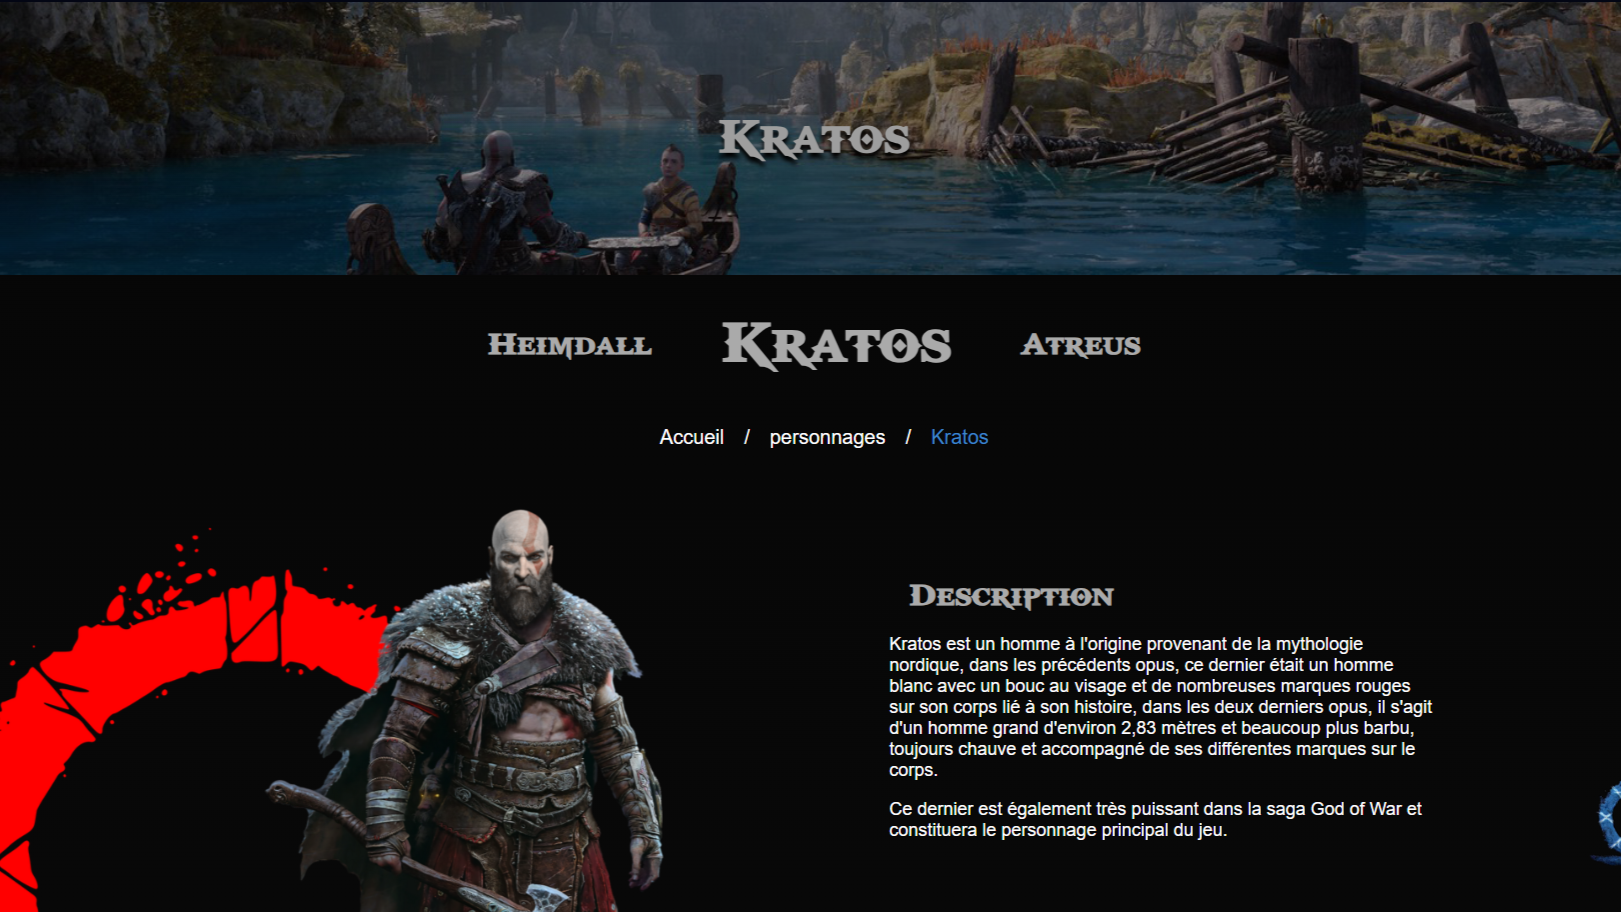 Kratos
Heimdall Kratos Atreus
Accueil / personnages / Kratos
Description
Kratos est un homme à l'origine provenant de la mythologie
nordique, dans les précédents opus, ce dernier était un homme
blanc avec un bouc au visage et de nombreuses marques rouges
sur son corps lié à son histoire, dans les deux derniers opus, il s'agit
d'un homme grand d'environ 2,83 mètres et beaucoup plus barbu,
toujours chauve et accompagné de ses différentes marques sur le
corps.
Ce dernier est également très puissant dans la saga God of War et
constituera le personnage principal du jeu.